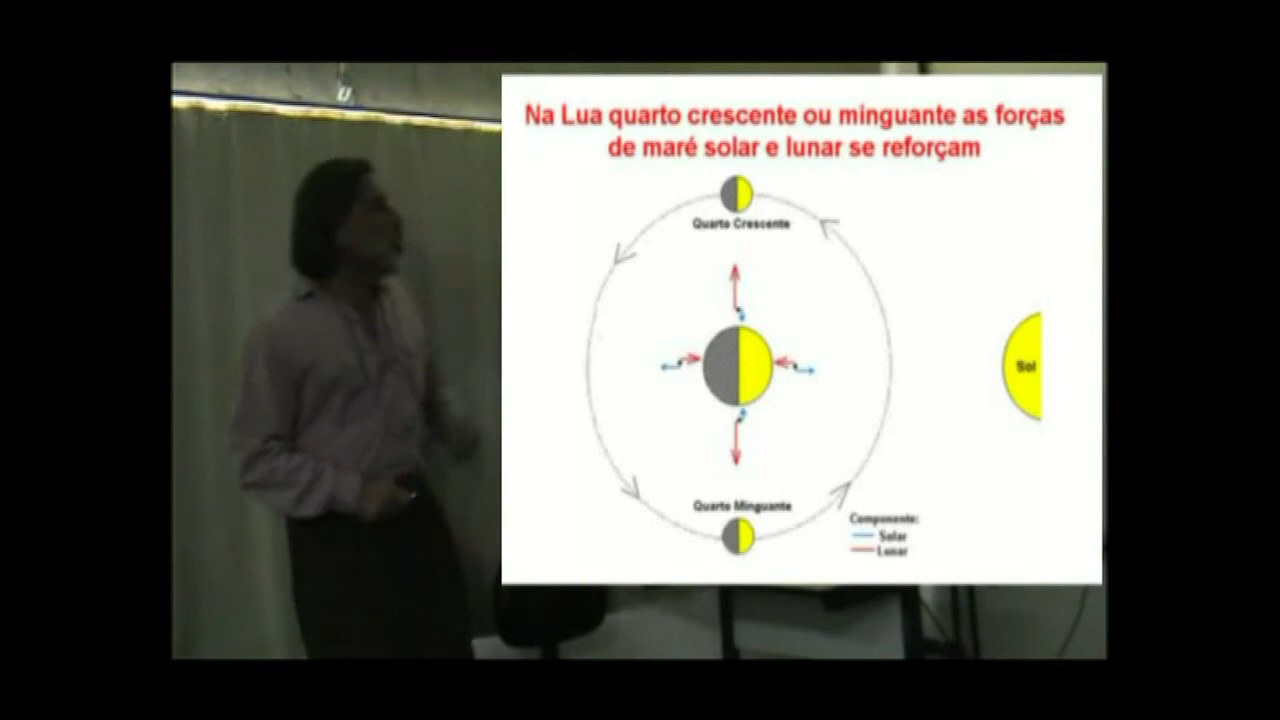 Na Lua quarto crescente ou minguante as forças
de maré solar e lunar se reforçam
Quarto Crescente
Sol
Quarto Minguante
Componente:
Solar
Lunar